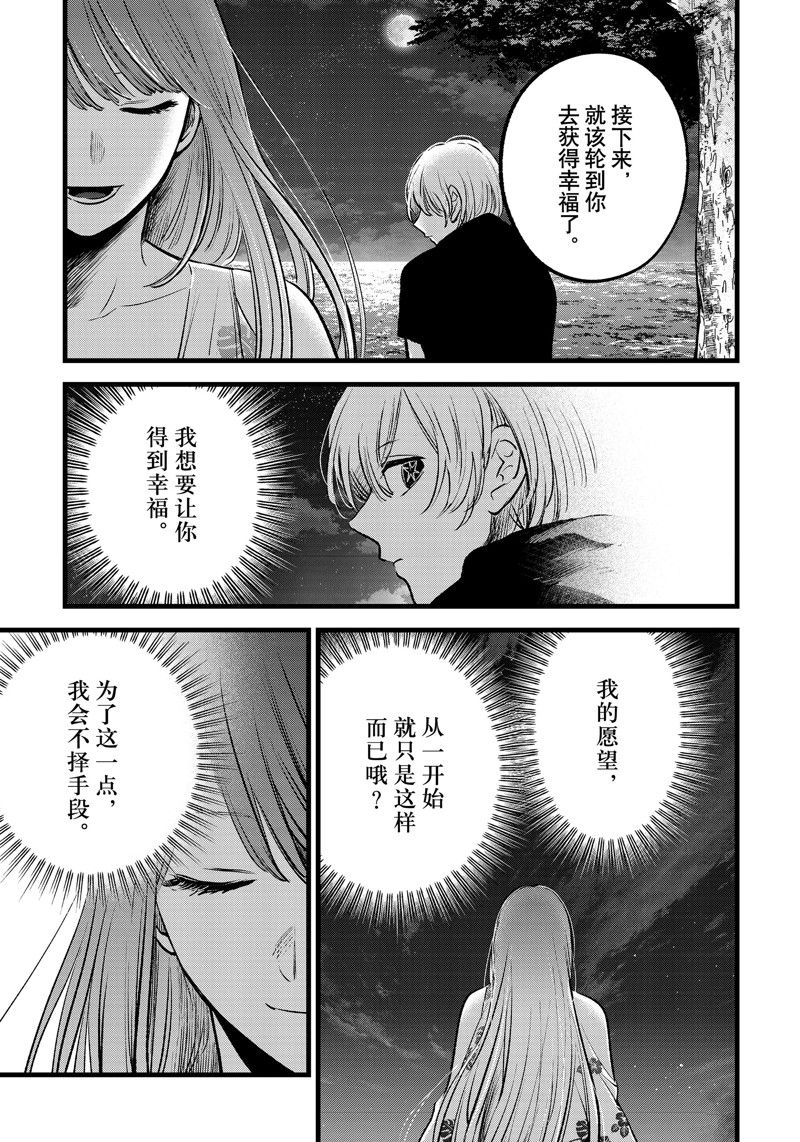 接下来，
就该轮到你
去获得幸福了。
我想要让你
得到幸福。
我的愿望，
从一开始
就只是这样
而已哦？
为了这一点，
我会不择手段。